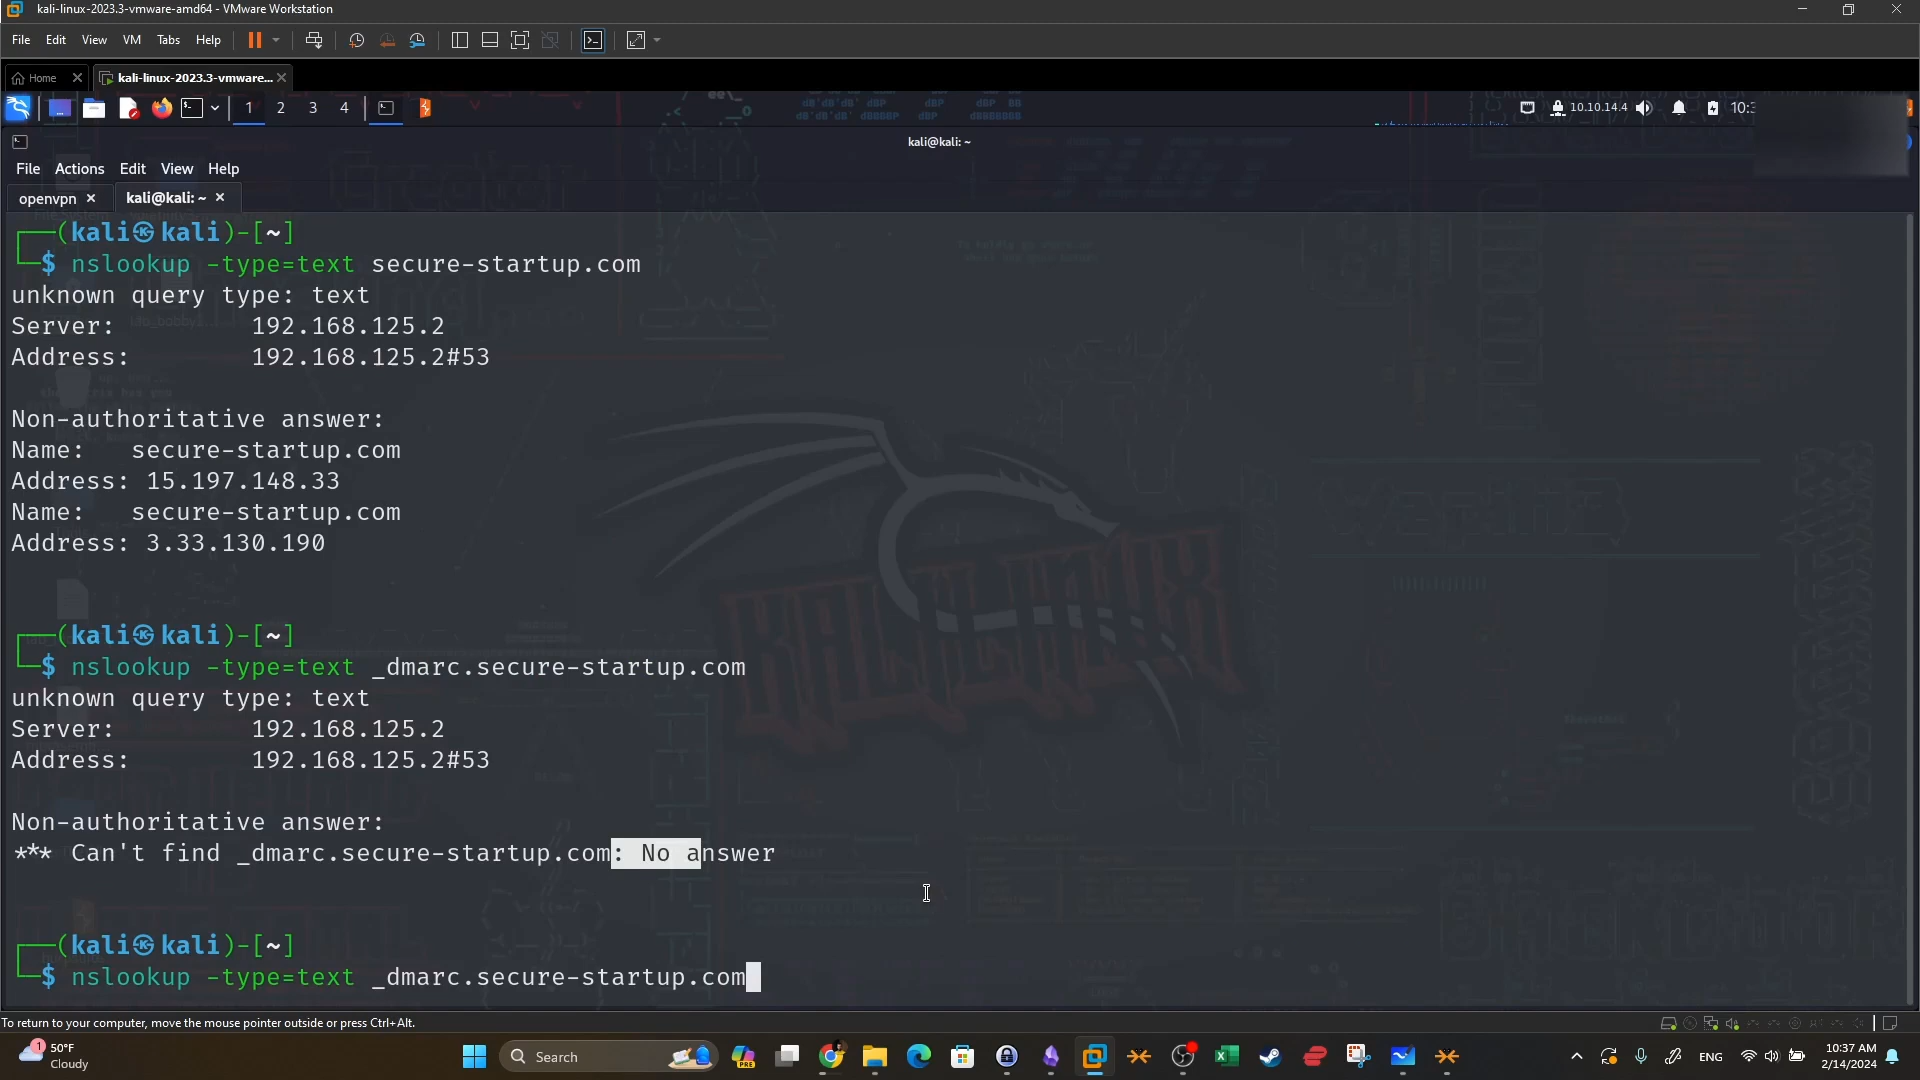 kali-linux-2023.3-vmware-amd64 - VMware Workstation
File Edit View VM Tabs Help
Home kali-linux-2023.3-vmware...
1 2 3 4 10.10.14.4
kali@kali: ~
File Actions Edit View Help
openvpn kali@kali: ~
(kali㉿kali)-[~]
$ nslookup -type=text secure-startup.com
unknown query type: text
Server: 192.168.125.2
Address: 192.168.125.2#53
Non-authoritative answer:
Name: secure-startup.com
Address: 15.197.148.33
Name: secure-startup.com
Address: 3.33.130.190
(kali㉿kali)-[~]
$ nslookup -type=text _dmarc.secure-startup.com
unknown query type: text
Server: 192.168.125.2
Address: 192.168.125.2#53
Non-authoritative answer:
*** Can't find _dmarc.secure-startup.com: No answer
(kali㉿kali)-[~]
$ nslookup -type=text _dmarc.secure-startup.com
KALI LINUX
To return to your computer, move the mouse pointer outside or press Ctrl+Alt.
1 50°F
Cloudy
Search
PRE
ENG
10:37 AM
2/14/2024